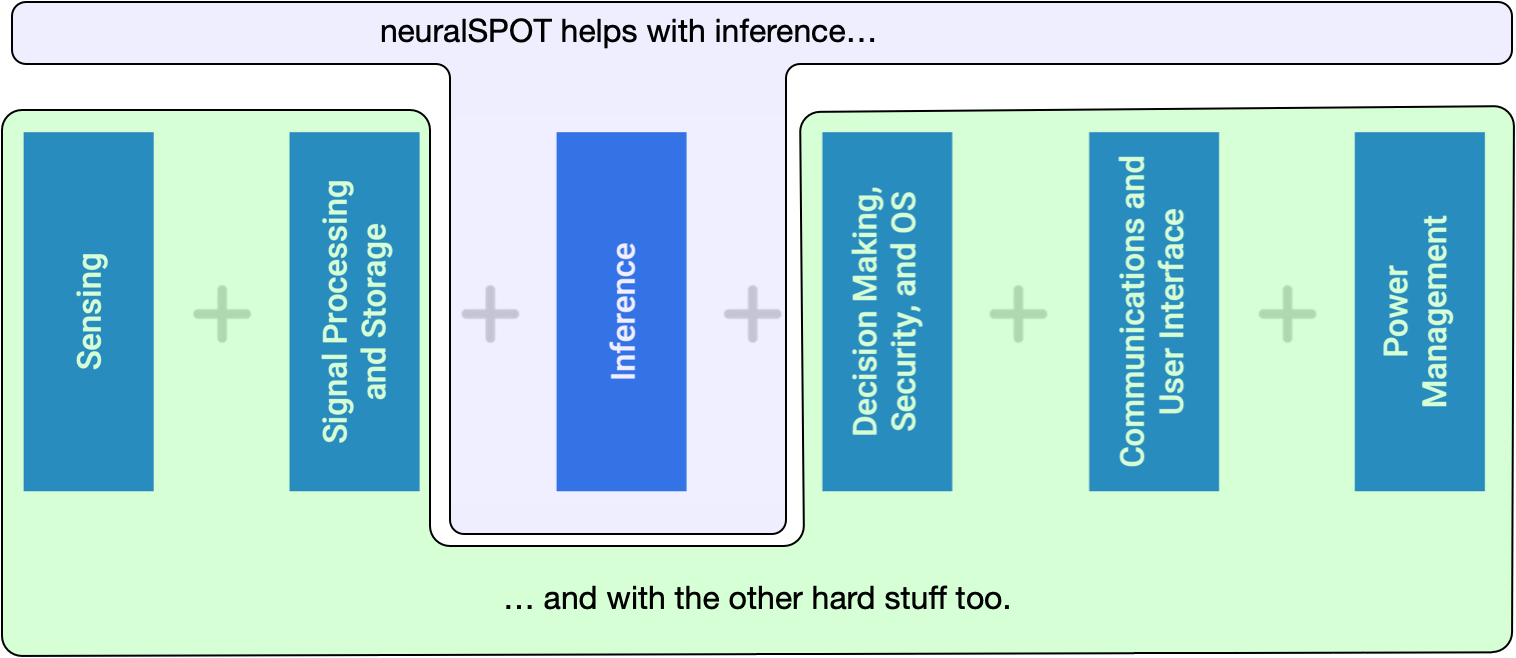 neuralSPOT helps with inference…
Sensing
Signal Processing
and Storage
Inference
Decision Making,
Security, and OS
Communications and
User Interface
Power
Management
… and with the other hard stuff too.